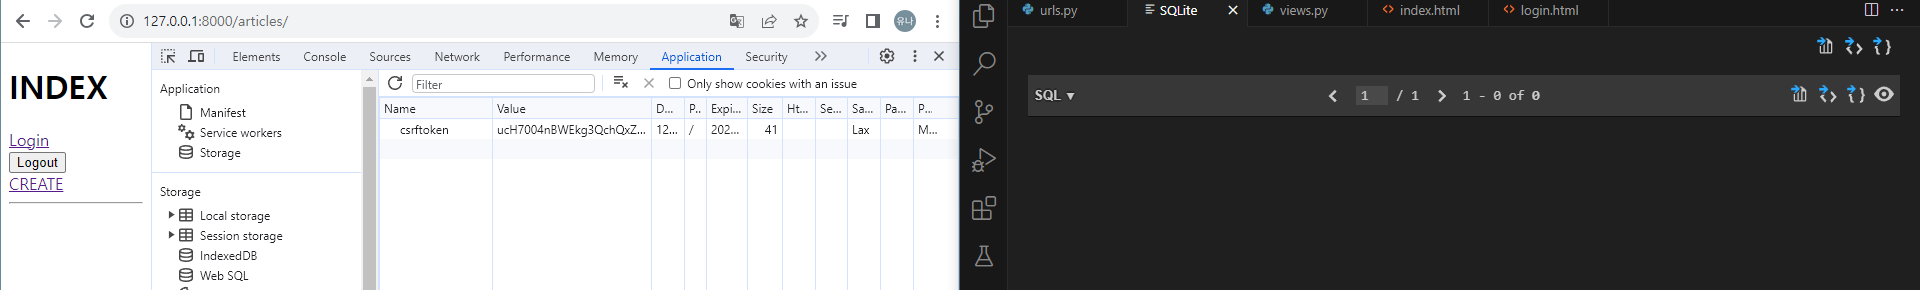 127.0.0.1:8000/articles/
유나
INDEX
Login
Logout
CREATE
Elements Console Sources Network Performance Memory Application Security
Application
Manifest
Service workers
Storage
Storage
Local storage
Session storage
IndexedDB
Web SQL
Filter
Only show cookies with an issue
Name Value D... P.. Expi... Size Ht... Se... Sa... Pa... P...
csrftoken ucH7004nBWEkg3QchQxZ... 12... / 202... 41 Lax M...
urls.py SQLite views.py index.html login.html
SQL ▾ 1 / 1 1 - 0 of 0